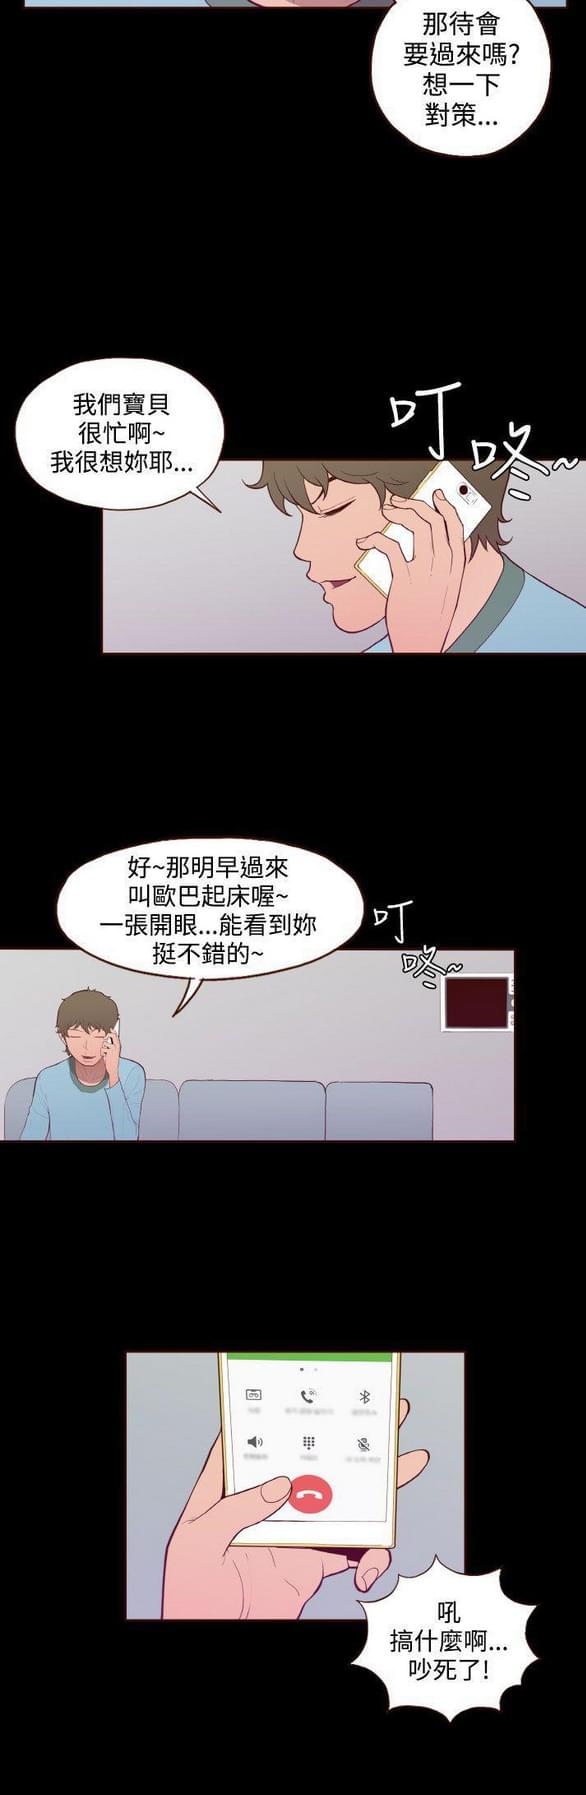 那待會
要過來嗎?
想一下
對策...
我們寶貝
很忙啊~
我很想妳耶...
叮
咚~
好~那明早過來
叫歐巴起床喔~
一張開眼...能看到妳
挺不錯的~
叮
咚~
吼
搞什麼啊...
吵死了!